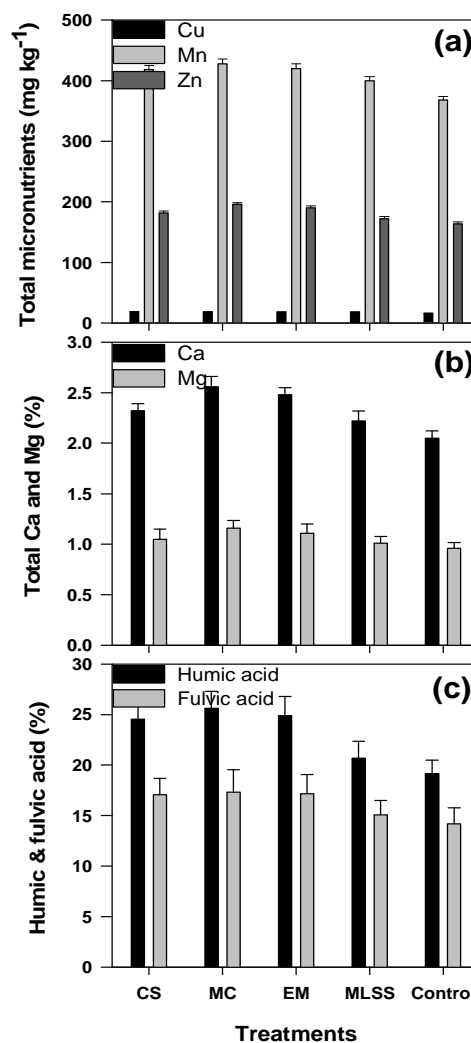 500
400
300
200
100
0
Total micronutrients (mg kg⁻¹)
Cu
Mn
Zn
(a)
3.0
2.5
2.0
1.5
1.0
0.5
0.0
Total Ca and Mg (%)
Ca
Mg
(b)
30
25
20
15
10
5
0
Humic & fulvic acid (%)
Humic acid
Fulvic acid
(c)
CS MC EM MLSS Contro
Treatments